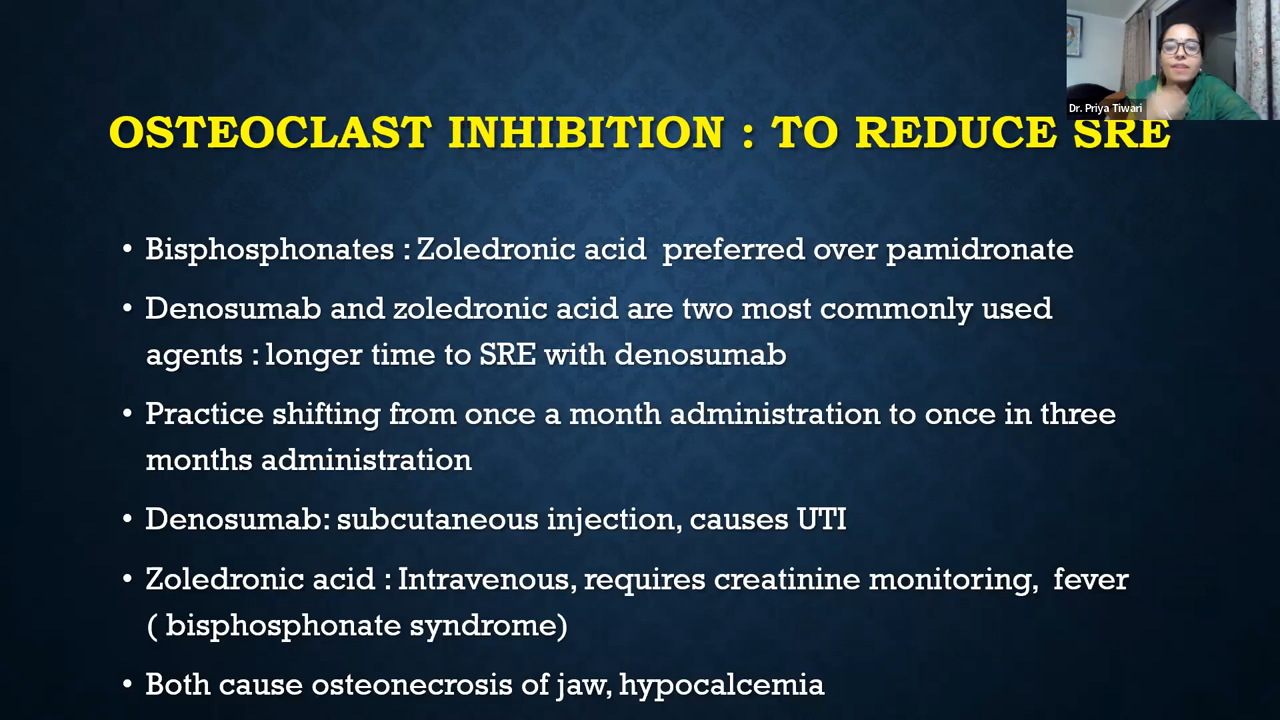 Dr. Priya Tiwari
OSTEOCLAST INHIBITION : TO REDUCE SRE
• Bisphosphonates : Zoledronic acid preferred over pamidronate
• Denosumab and zoledronic acid are two most commonly used
agents : longer time to SRE with denosumab
• Practice shifting from once a month administration to once in three
months administration
• Denosumab: subcutaneous injection, causes UTI
• Zoledronic acid : Intravenous, requires creatinine monitoring, fever
( bisphosphonate syndrome)
• Both cause osteonecrosis of jaw, hypocalcemia